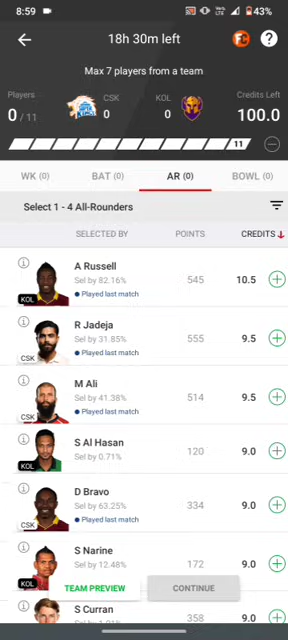 8:59
43%
18h 30m left
Max 7 players from a team
Players
CSK
KOL
Credits Left
0 / 11
0
0
100.0
11
WK (0)
BAT (0)
AR (0)
BOWL (0)
Select 1 - 4 All-Rounders
SELECTED BY
POINTS
CREDITS
A Russell
Sel by 82.16%
545
10.5
Played last match
KOL
R Jadeja
Sel by 31.85%
555
9.5
Played last match
CSK
M Ali
Sel by 41.38%
514
9.5
Played last match
CSK
S Al Hasan
Sel by 0.71%
120
9.0
KOL
D Bravo
Sel by 63.25%
334
9.0
Played last match
CSK
S Narine
Sel by 12.48%
172
9.0
KOL
TEAM PREVIEW
CONTINUE
S Curran
358
9.0